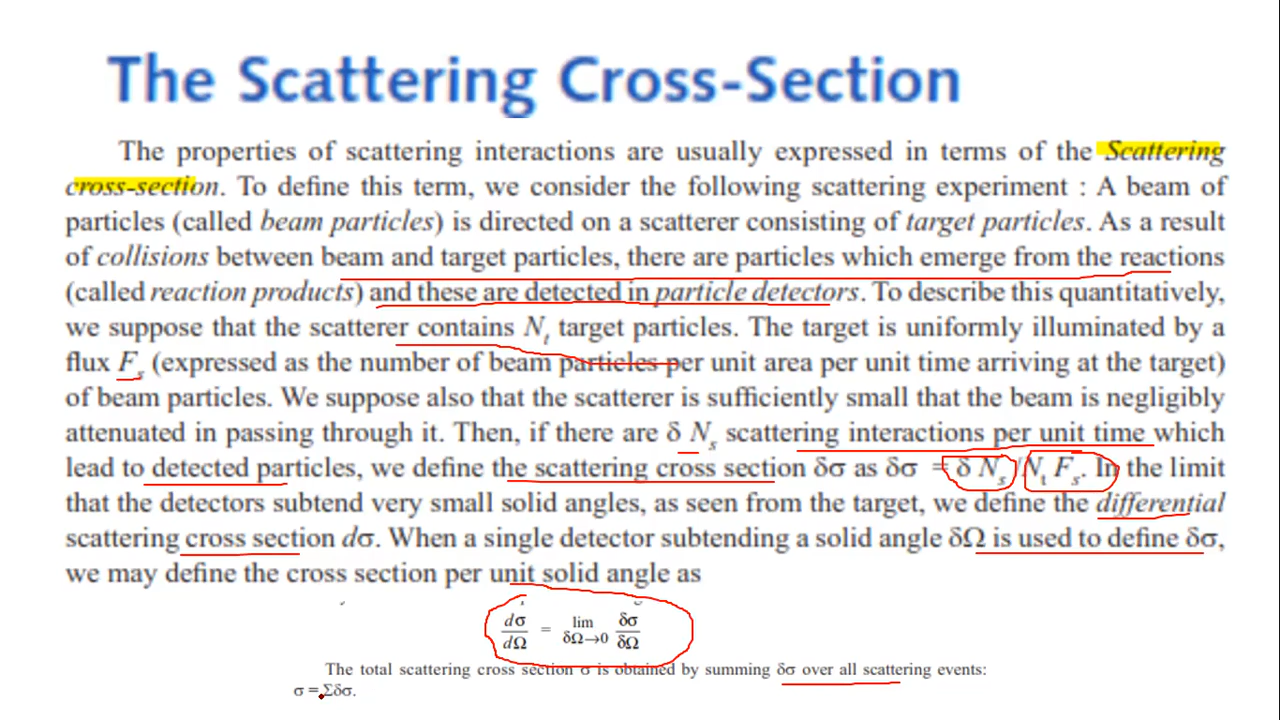 The Scattering Cross-Section
The properties of scattering interactions are usually expressed in terms of the Scattering
cross-section. To define this term, we consider the following scattering experiment : A beam of
particles (called beam particles) is directed on a scatterer consisting of target particles. As a result
of collisions between beam and target particles, there are particles which emerge from the reactions
(called reaction products) and these are detected in particle detectors. To describe this quantitatively,
we suppose that the scatterer contains Nₜ target particles. The target is uniformly illuminated by a
flux Fₛ (expressed as the number of beam particles per unit area per unit time arriving at the target)
of beam particles. We suppose also that the scatterer is sufficiently small that the beam is negligibly
attenuated in passing through it. Then, if there are δ Nₛ scattering interactions per unit time which
lead to detected particles, we define the scattering cross section δσ as δσ = δ Nₛ/Nₜ Fₛ. In the limit
that the detectors subtend very small solid angles, as seen from the target, we define the differential
scattering cross section dσ. When a single detector subtending a solid angle δΩ is used to define δσ,
we may define the cross section per unit solid angle as
dσ/dΩ = lim δΩ→0 δσ/δΩ
The total scattering cross section σ is obtained by summing δσ over all scattering events:
σ = Σδσ.